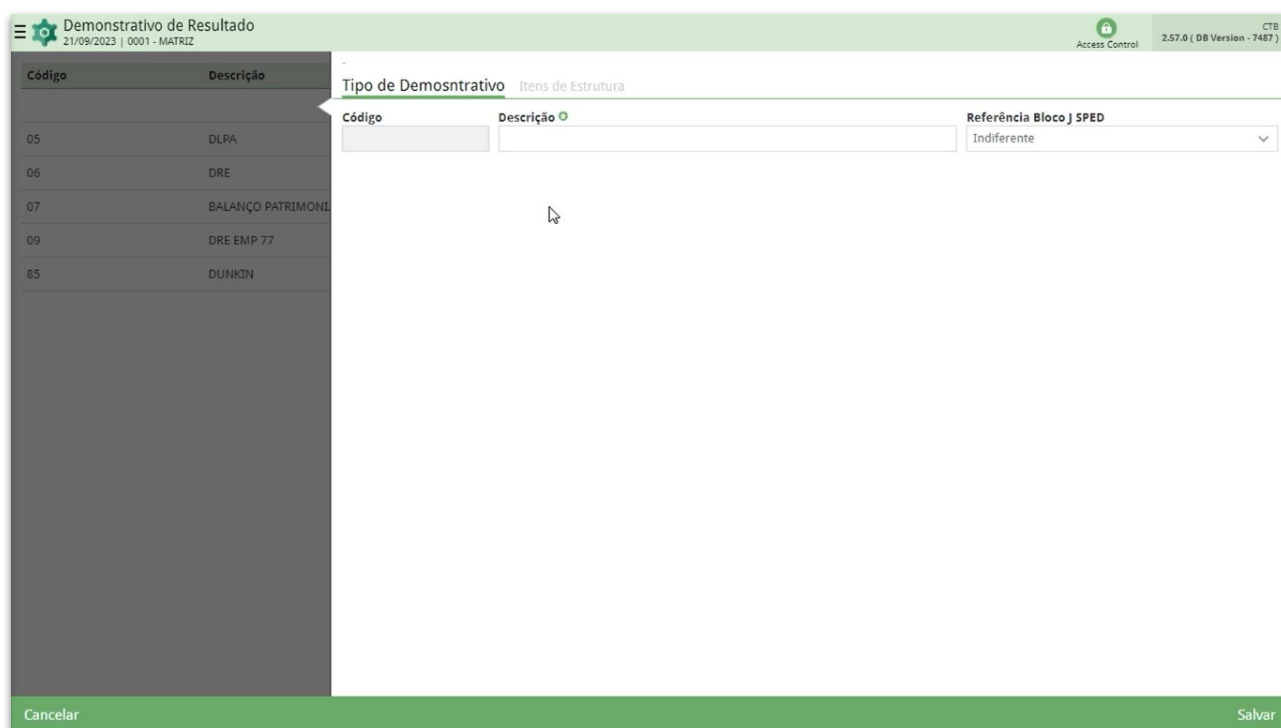 Demonstrativo de Resultado
21/09/2023 | 0001 - MATRIZ
Access Control
CTB
2.57.0 ( DB Version - 7487 )
Código Descrição
05 DLPA
06 DRE
07 BALANÇO PATRIMONI
09 DRE EMP 77
85 DUNKIN
-
Tipo de Demosntrativo Itens de Estrutura
Código Descrição Referência Bloco J SPED
Indiferente
Cancelar Salvar